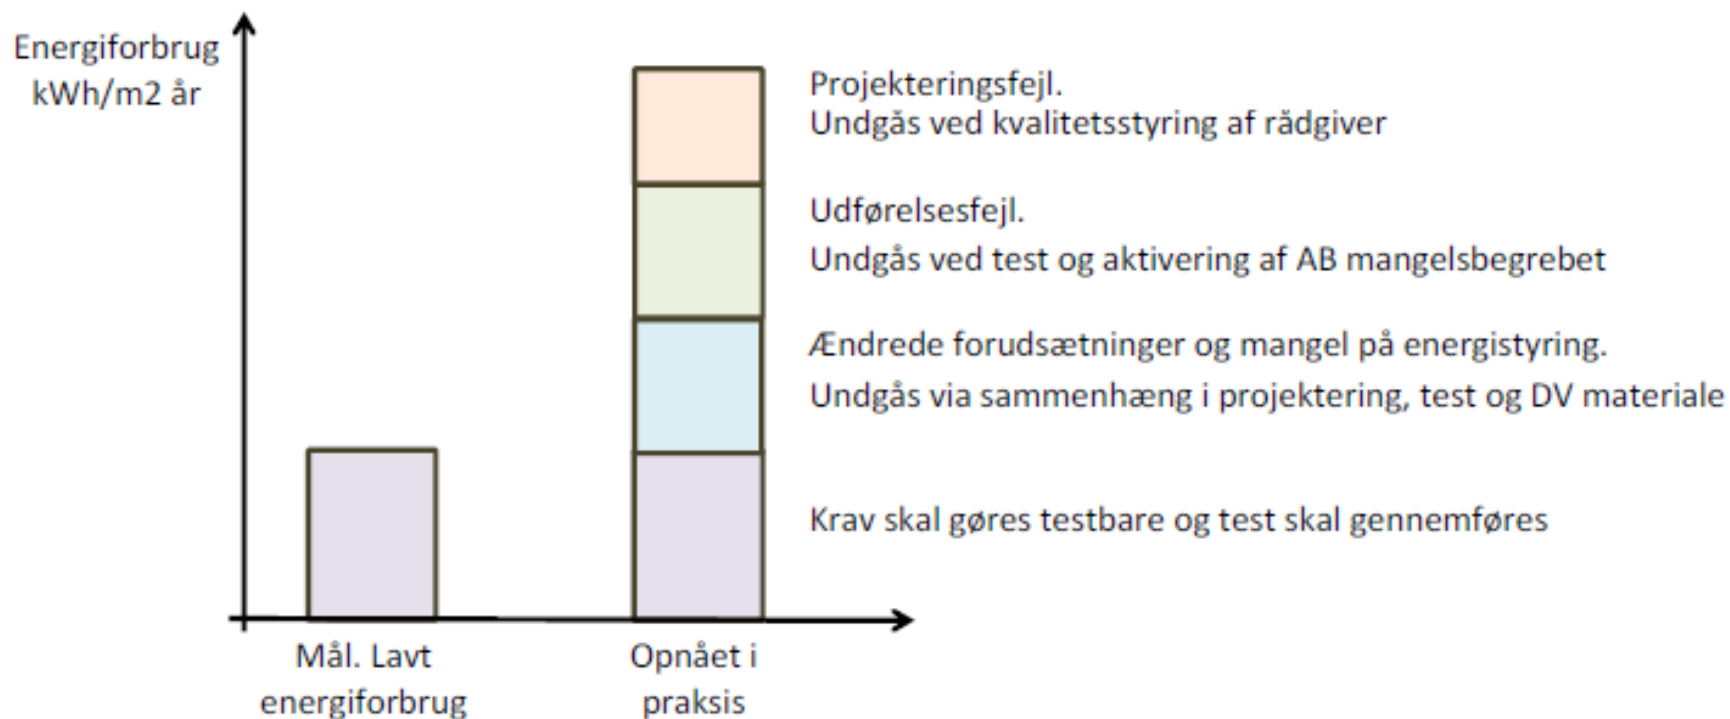 Energiforbrug
kWh/m2 år
Projekteringsfejl.
Undgås ved kvalitetsstyring af rådgiver
Udførelsesfejl.
Undgås ved test og aktivering af AB mangelsbegrebet
Ændrede forudsætninger og mangel på energistyring.
Undgås via sammenhæng i projektering, test og DV materiale
Krav skal gøres testbare og test skal gennemføres
Mål. Lavt
energiforbrug
Opnået i
praksis